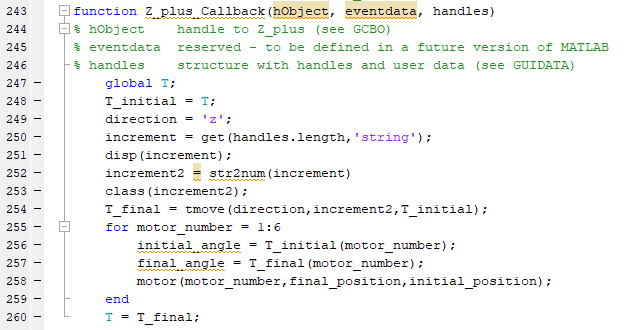 243 function Z_plus_Callback(hObject, eventdata, handles)
244 % hObject    handle to Z_plus (see GCBO)
245 % eventdata  reserved - to be defined in a future version of MATLAB
246 % handles    structure with handles and user data (see GUIDATA)
247 - global T;
248 - T_initial = T;
249 - direction = 'z';
250 - increment = get(handles.length,'string');
251 - disp(increment);
252 - increment2 = str2num(increment)
253 - class(increment2);
254 - T_final = tmove(direction,increment2,T_initial);
255 - for motor_number = 1:6
256 - initial_angle = T_initial(motor_number);
257 - final_angle = T_final(motor_number);
258 - motor(motor_number,final_position,initial_position);
259 - end
260 - T = T_final;